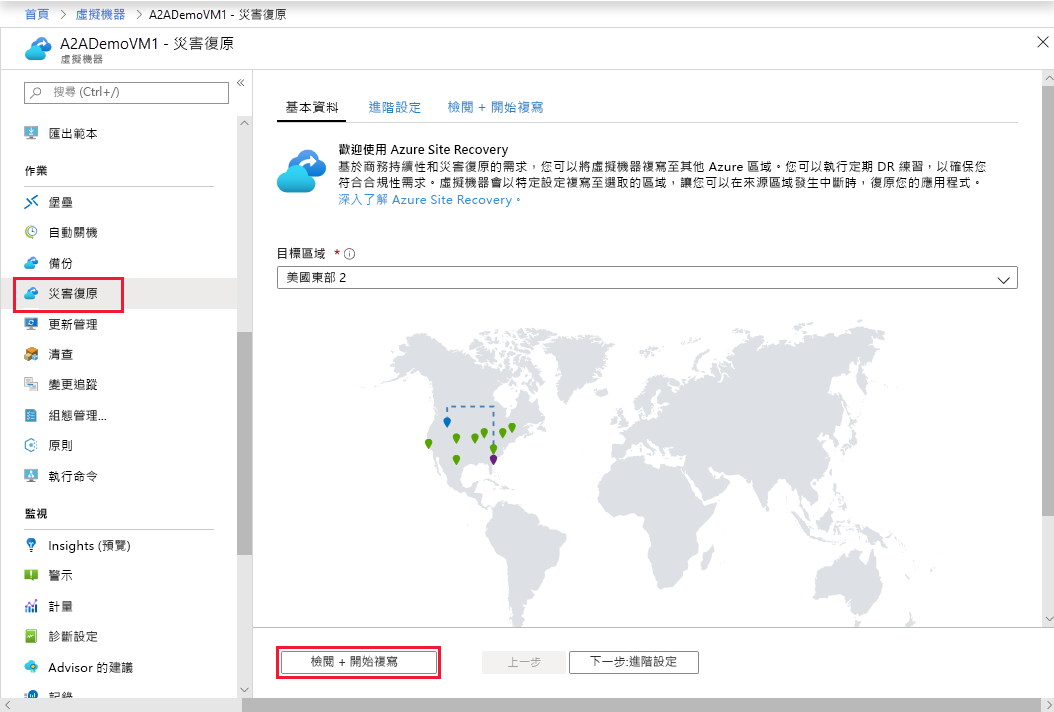 首頁 > 虛擬機器 > A2ADemoVM1 - 災害復原
A2ADemoVM1 - 災害復原
虛擬機器
搜尋 (Ctrl+/)
匯出範本
作業
堡壘
自動關機
備份
災害復原
更新管理
清查
變更追蹤
組態管理...
原則
執行命令
監視
Insights (預覽)
警示
計量
診斷設定
Advisor 的建議
記錄
基本資料
進階設定
檢閱 + 開始複寫
歡迎使用 Azure Site Recovery
基於商務持續性和災害復原的需求，您可以將虛擬機器複寫至其他 Azure 區域。您可以執行定期 DR 練習，以確保您
符合合規性需求。虛擬機器會以特定設定複寫至選取的區域，讓您可以在來源區域發生中斷時，復原您的應用程式。
深入了解 Azure Site Recovery。
目標區域 *
美國東部 2
檢閱 + 開始複寫
上一步
下一步:進階設定